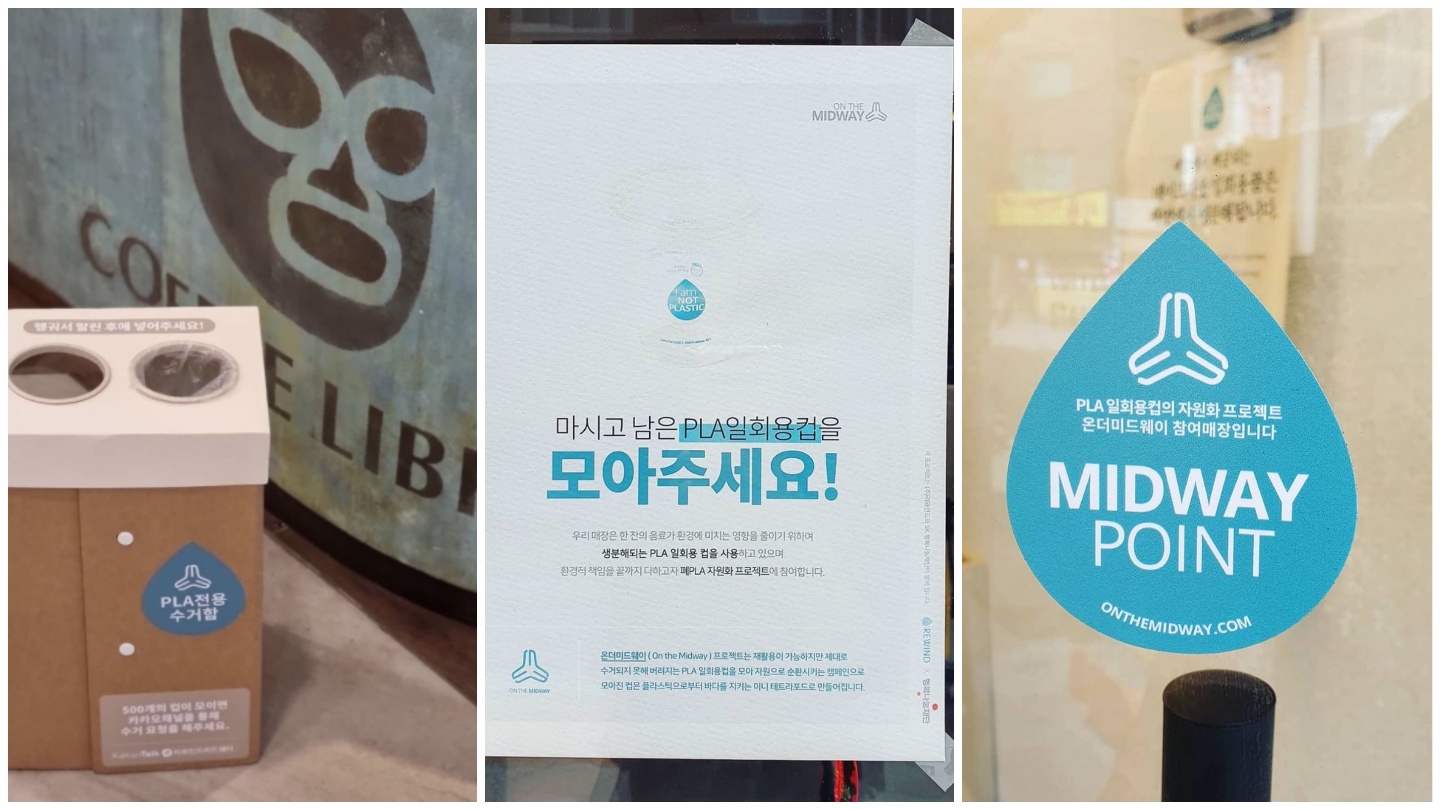 COFFEE LIB
헹궈서 말린 후에 넣어주세요!
PLA전용
수거함
500개의 컵이 모이면
카카오채널을 통해
수거 요청을 해주세요.
KakaoTalk
ON THE
MIDWAY
I am
NOT
PLASTIC
마시고 남은 PLA일회용컵을
모아주세요!
우리 매장은 한 잔의 음료가 환경에 미치는 영향을 줄이기 위하여
생분해되는 PLA 일회용 컵을 사용하고 있으며
환경적 책임을 끝까지 다하고자 폐PLA 자원화 프로젝트에 참여합니다.
ON THE MIDWAY
온더미드웨이 ( On the Midway ) 프로젝트는 재활용이 가능하지만 제대로
수거되지 못해 버려지는 PLA 일회용컵을 모아 자원으로 순환시키는 캠페인으로
모아진 컵은 플라스틱으로부터 바다를 지키는 미니 테트라포드로 만들어집니다.
REWIND × 행복나눔재단
PLA 일회용컵의 자원화 프로젝트
온더미드웨이 참여매장입니다
MIDWAY
POINT
ONTHEMIDWAY.COM